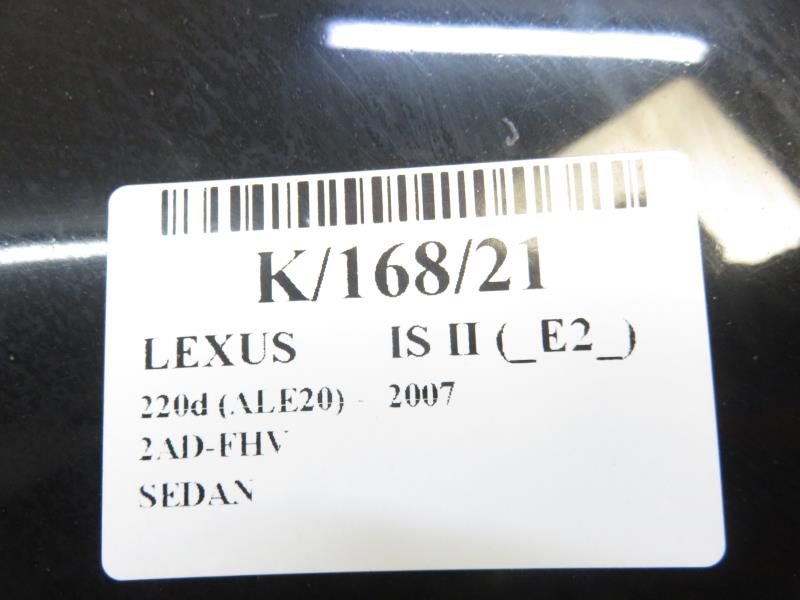 K/168/21
LEXUS IS II (_E2_)
220d (ALE20) - 2007
2AD-FHV
SEDAN